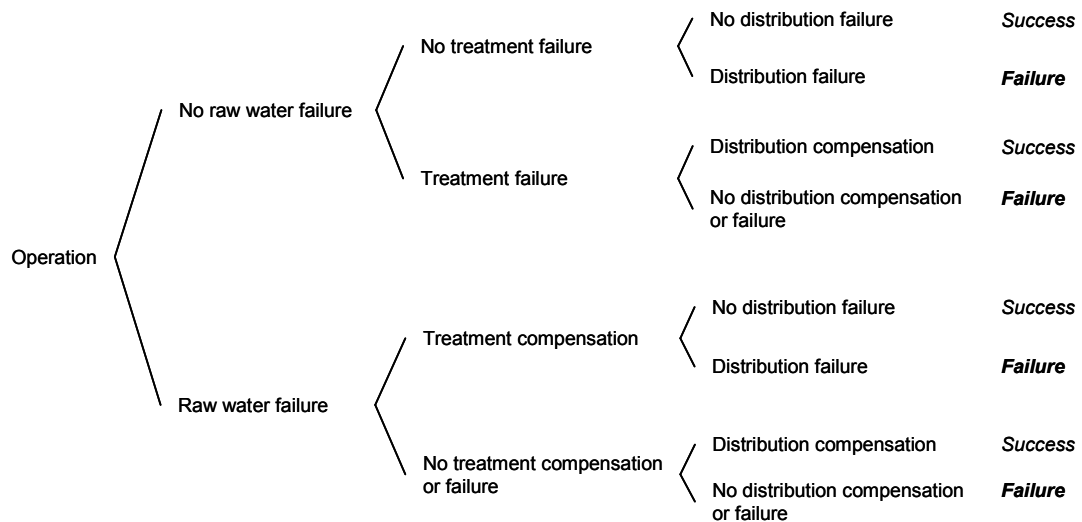 No distribution failure Success
No treatment failure
Distribution failure Failure
No raw water failure
Distribution compensation Success
Treatment failure
No distribution compensation Failure
or failure
Operation
No distribution failure Success
Treatment compensation
Distribution failure Failure
Raw water failure
Distribution compensation Success
No treatment compensation
or failure
No distribution compensation Failure
or failure